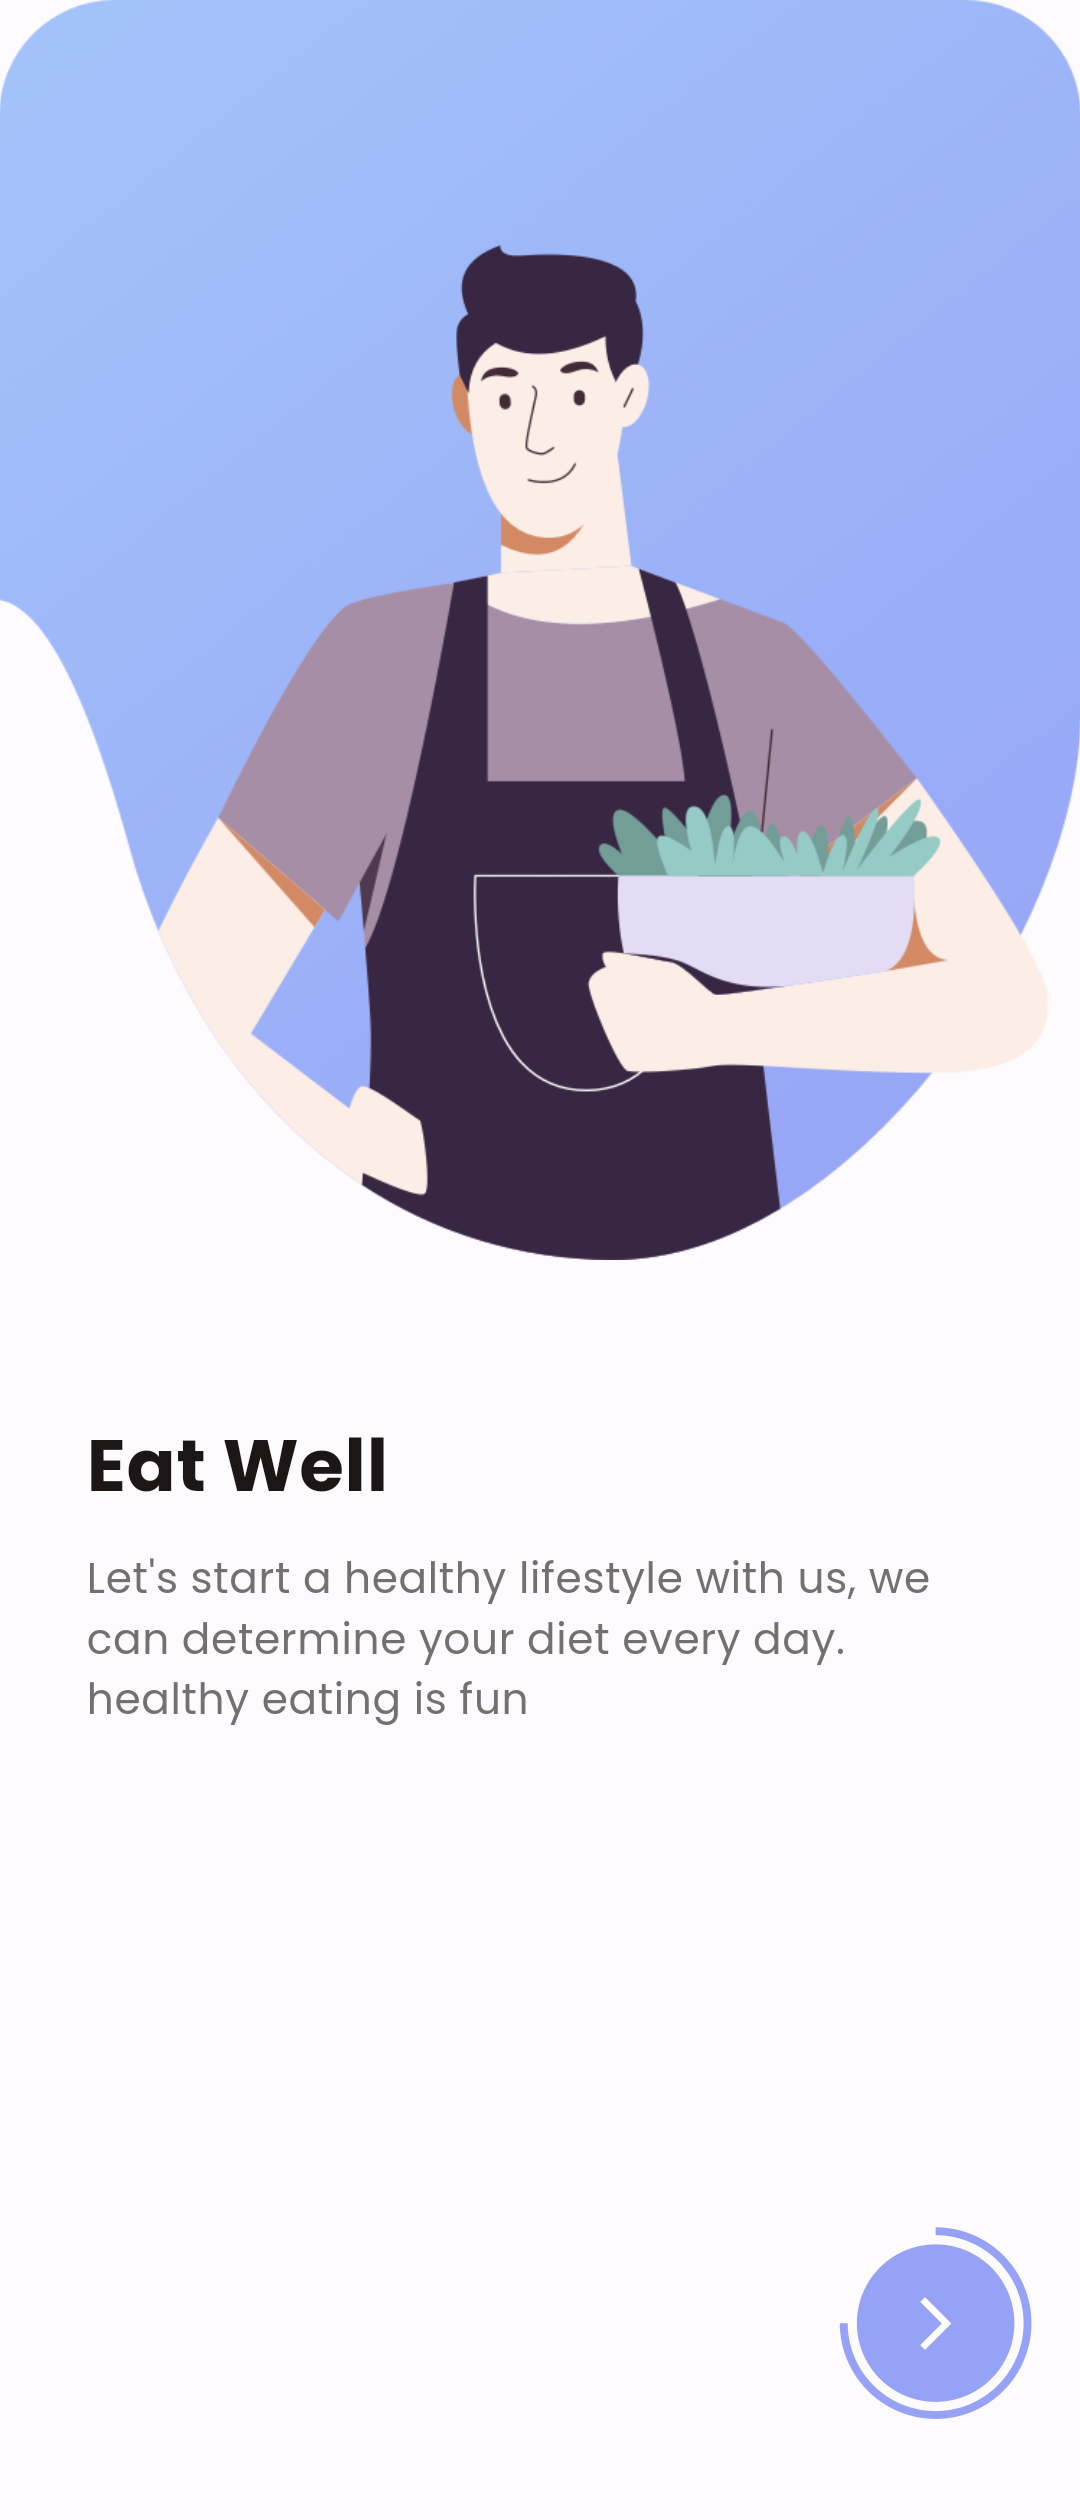 Eat Well
Let's start a healthy lifestyle with us, we
can determine your diet every day.
healthy eating is fun